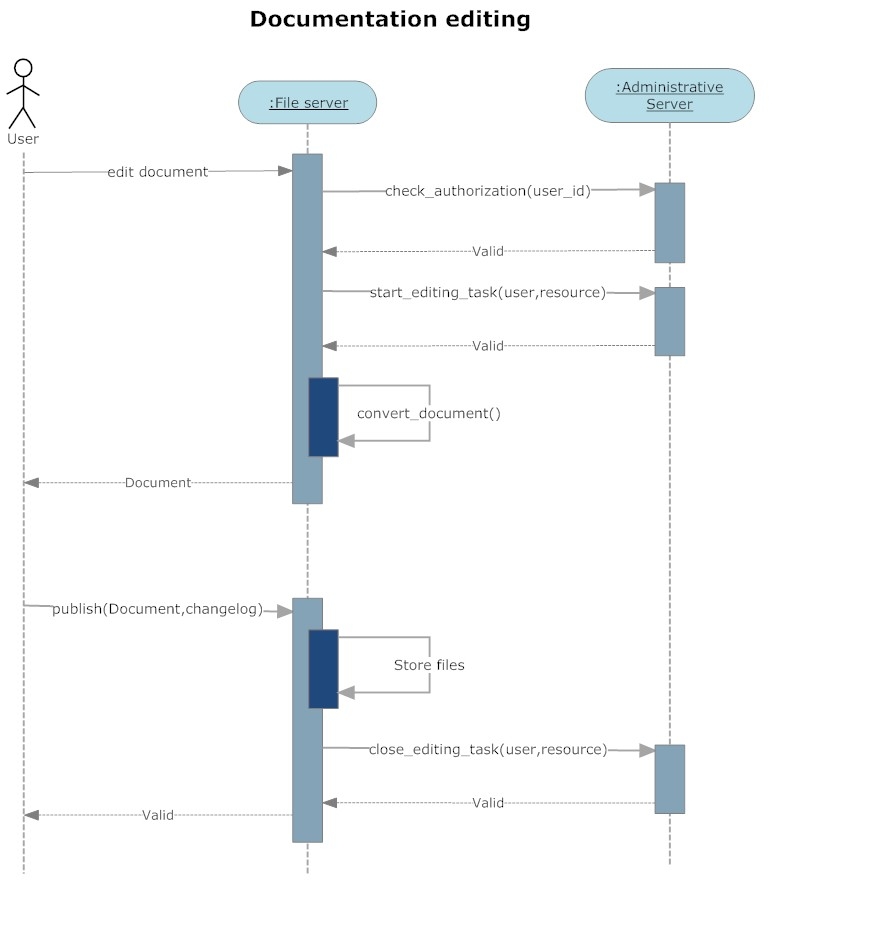 Documentation editing
User
:File server
:Administrative
Server
edit document
check_authorization(user_id)
Valid
start_editing_task(user,resource)
Valid
convert_document()
Document
publish(Document,changelog)
Store files
close_editing_task(user,resource)
Valid
Valid